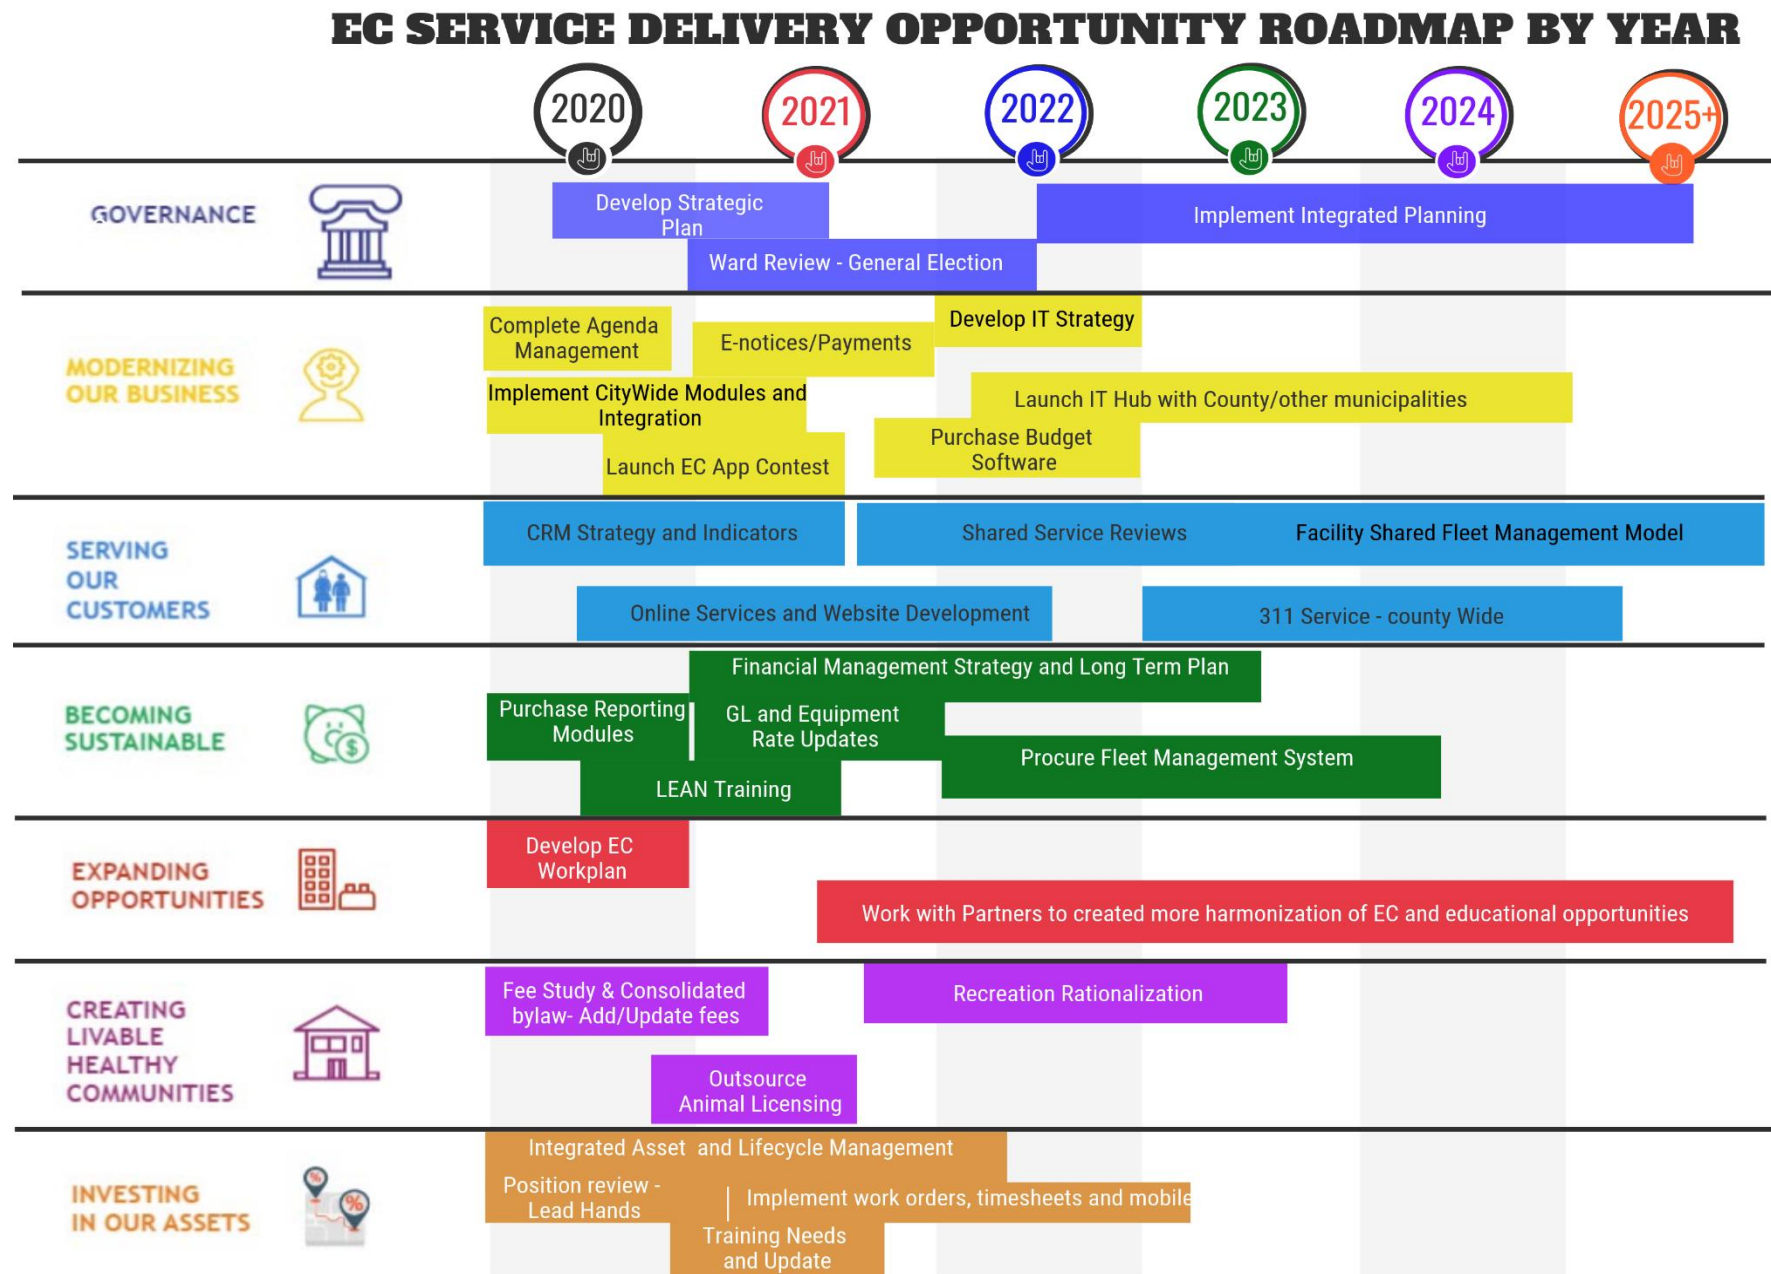 EC SERVICE DELIVERY OPPORTUNITY ROADMAP BY YEAR
2020
2021
2022
2023
2024
2025+
GOVERNANCE
Develop Strategic
Plan
Implement Integrated Planning
Ward Review - General Election
MODERNIZING
OUR BUSINESS
Complete Agenda
Management
E-notices/Payments
Develop IT Strategy
Implement CityWide Modules and
Integration
Launch IT Hub with County/other municipalities
Launch EC App Contest
Purchase Budget
Software
SERVING
OUR
CUSTOMERS
CRM Strategy and Indicators
Shared Service Reviews
Facility Shared Fleet Management Model
Online Services and Website Development
311 Service - county Wide
BECOMING
SUSTAINABLE
Financial Management Strategy and Long Term Plan
Purchase Reporting
Modules
GL and Equipment
Rate Updates
Procure Fleet Management System
LEAN Training
$
EXPANDING
OPPORTUNITIES
Develop EC
Workplan
Work with Partners to created more harmonization of EC and educational opportunities
CREATING
LIVABLE
HEALTHY
COMMUNITIES
Fee Study & Consolidated
bylaw- Add/Update fees
Recreation Rationalization
Outsource
Animal Licensing
INVESTING
IN OUR ASSETS
%
%
Integrated Asset and Lifecycle Management
Position review -
Lead Hands
Implement work orders, timesheets and mobile
Training Needs
and Update